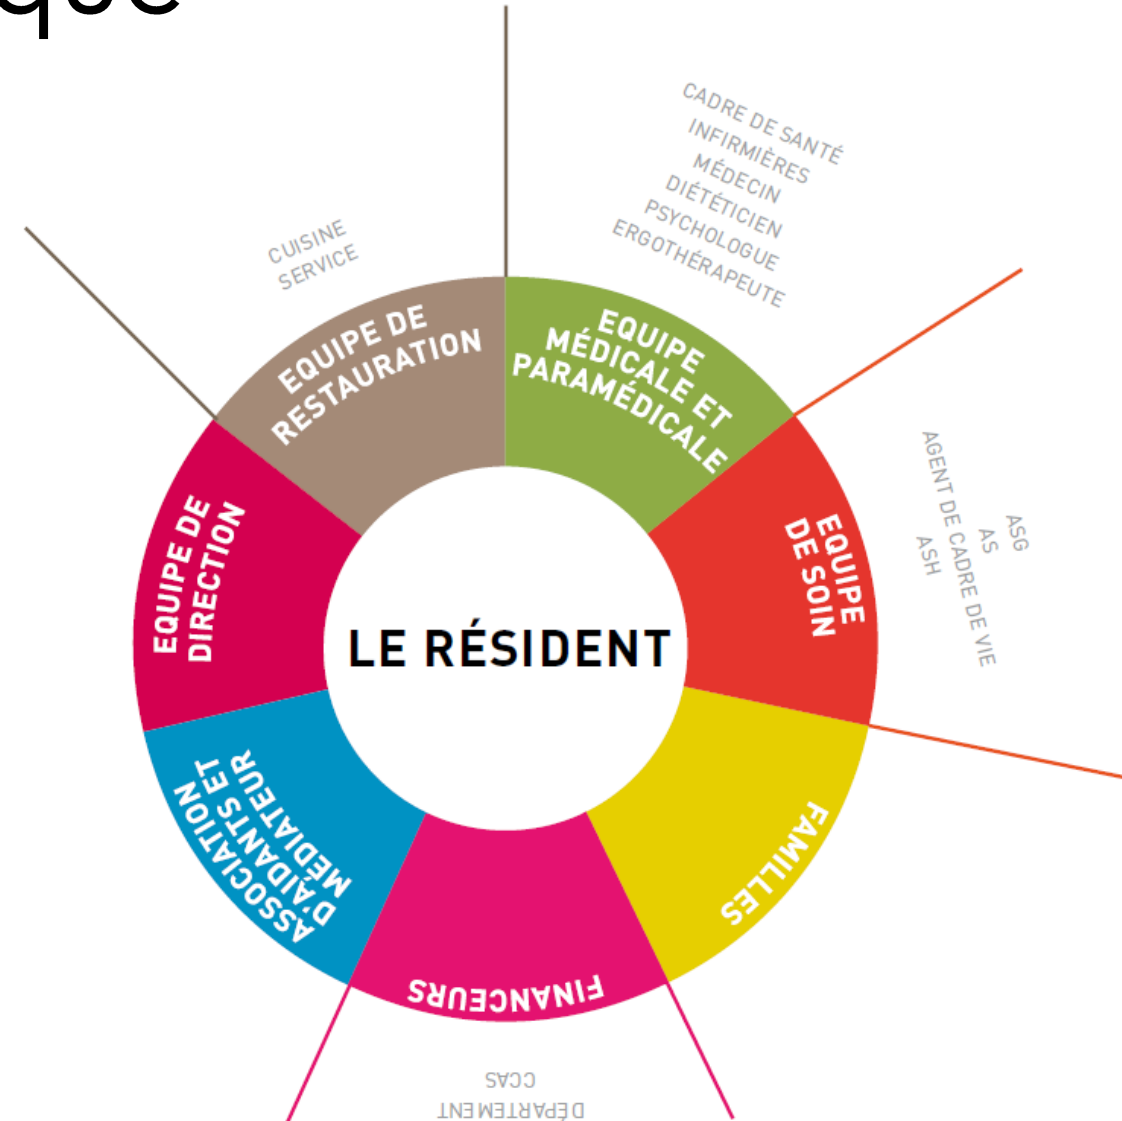 que
CADRE DE SANTÉ
INFIRMIÈRES
MÉDECIN
DIÉTÉTICIEN
PSYCHOLOGUE
ERGOTHÉRAPEUTE
CUISINE
SERVICE
EQUIPE DE
RESTAURATION
EQUIPE
MÉDICALE ET
PARAMÉDICALE
ASG
AS
AGENT DE CADRE DE VIE
ASH
EQUIPE
DE SOIN
EQUIPE DE
DIRECTION
LE RÉSIDENT
ASSOCIATION
D'AIDANTS ET
MÉDIATEUR
FAMILLES
FINANCEURS
CCAS
DÉPARTEMENT